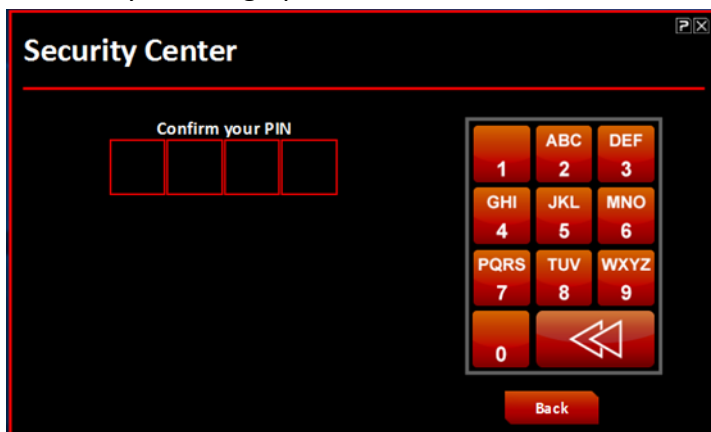 Security Center
Confirm your PIN
1
ABC
2
DEF
3
GHI
4
JKL
5
MNO
6
PQRS
7
TUV
8
WXYZ
9
0
Back